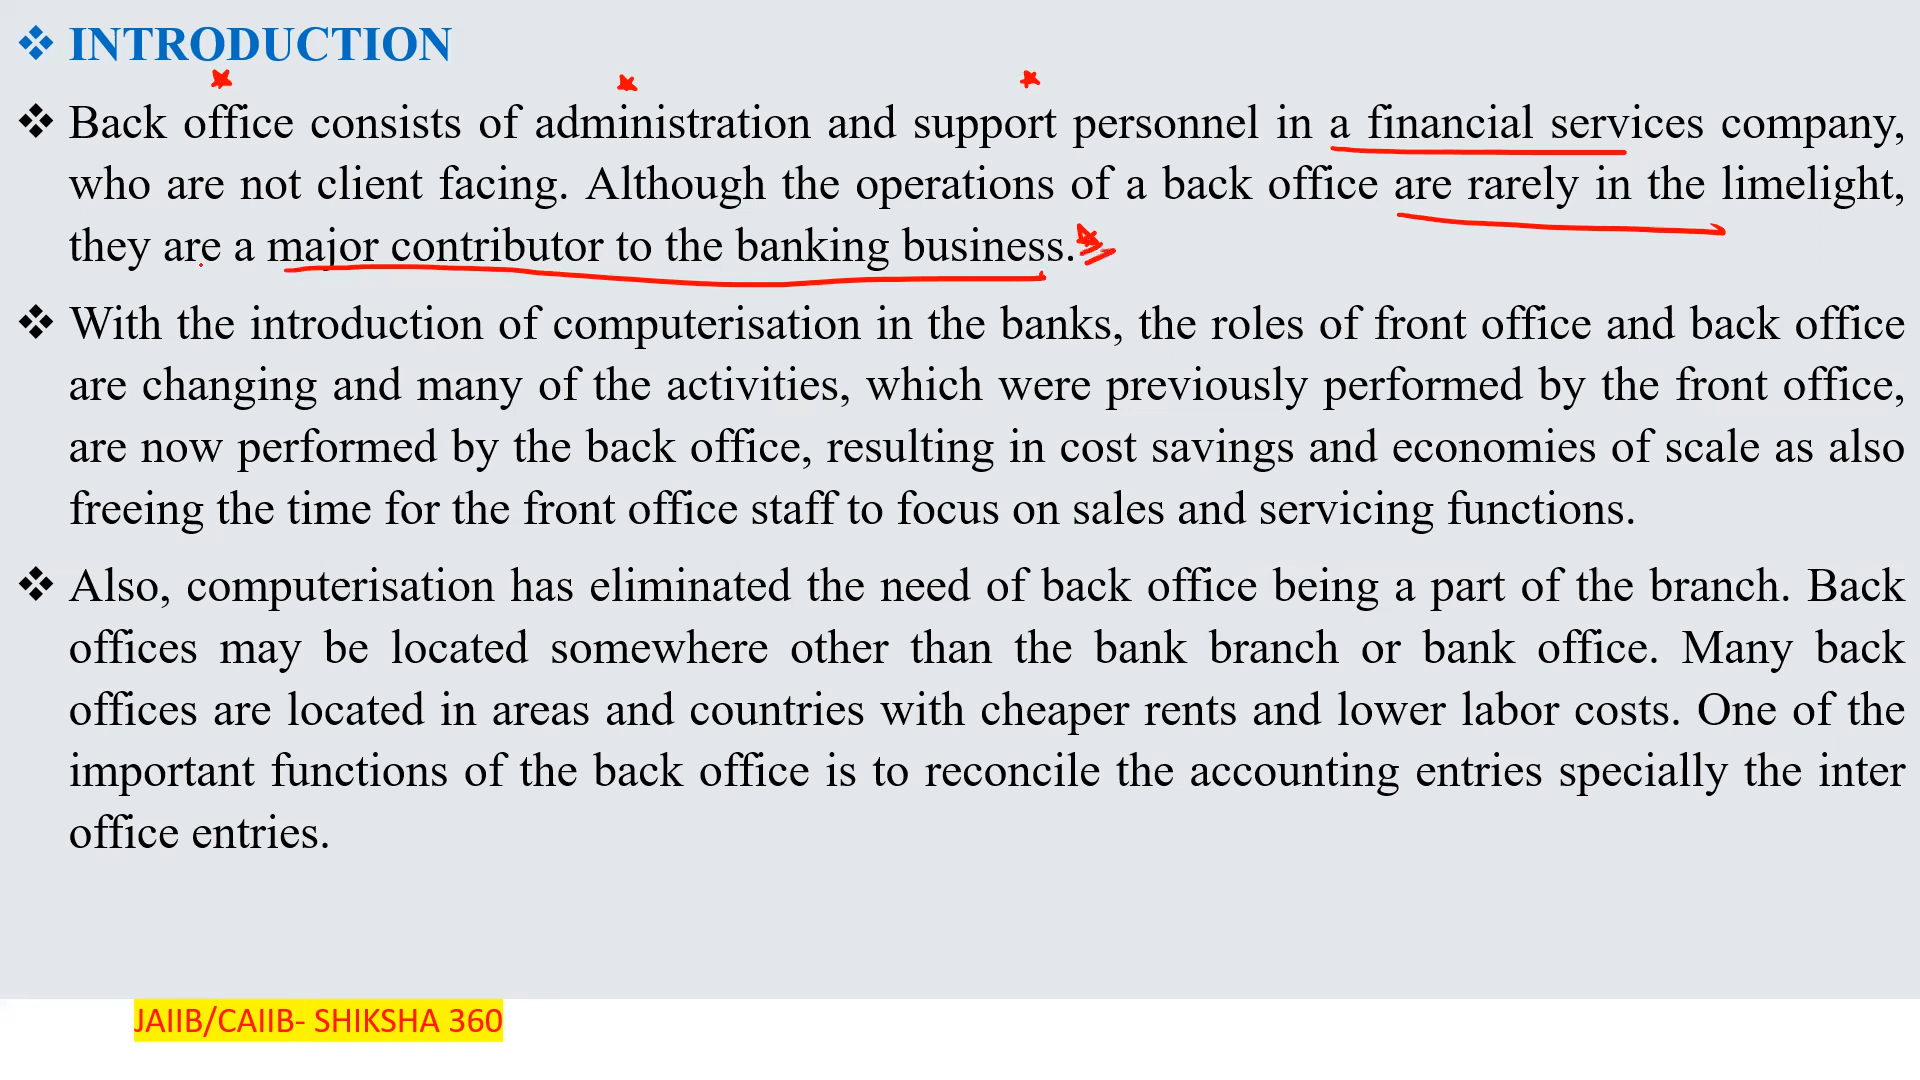 ❖ INTRODUCTION
❖ Back office consists of administration and support personnel in a financial services company,
who are not client facing. Although the operations of a back office are rarely in the limelight,
they are a major contributor to the banking business.
❖ With the introduction of computerisation in the banks, the roles of front office and back office
are changing and many of the activities, which were previously performed by the front office,
are now performed by the back office, resulting in cost savings and economies of scale as also
freeing the time for the front office staff to focus on sales and servicing functions.
❖ Also, computerisation has eliminated the need of back office being a part of the branch. Back
offices may be located somewhere other than the bank branch or bank office. Many back
offices are located in areas and countries with cheaper rents and lower labor costs. One of the
important functions of the back office is to reconcile the accounting entries specially the inter
office entries.
JAIIB/CAIIB- SHIKSHA 360